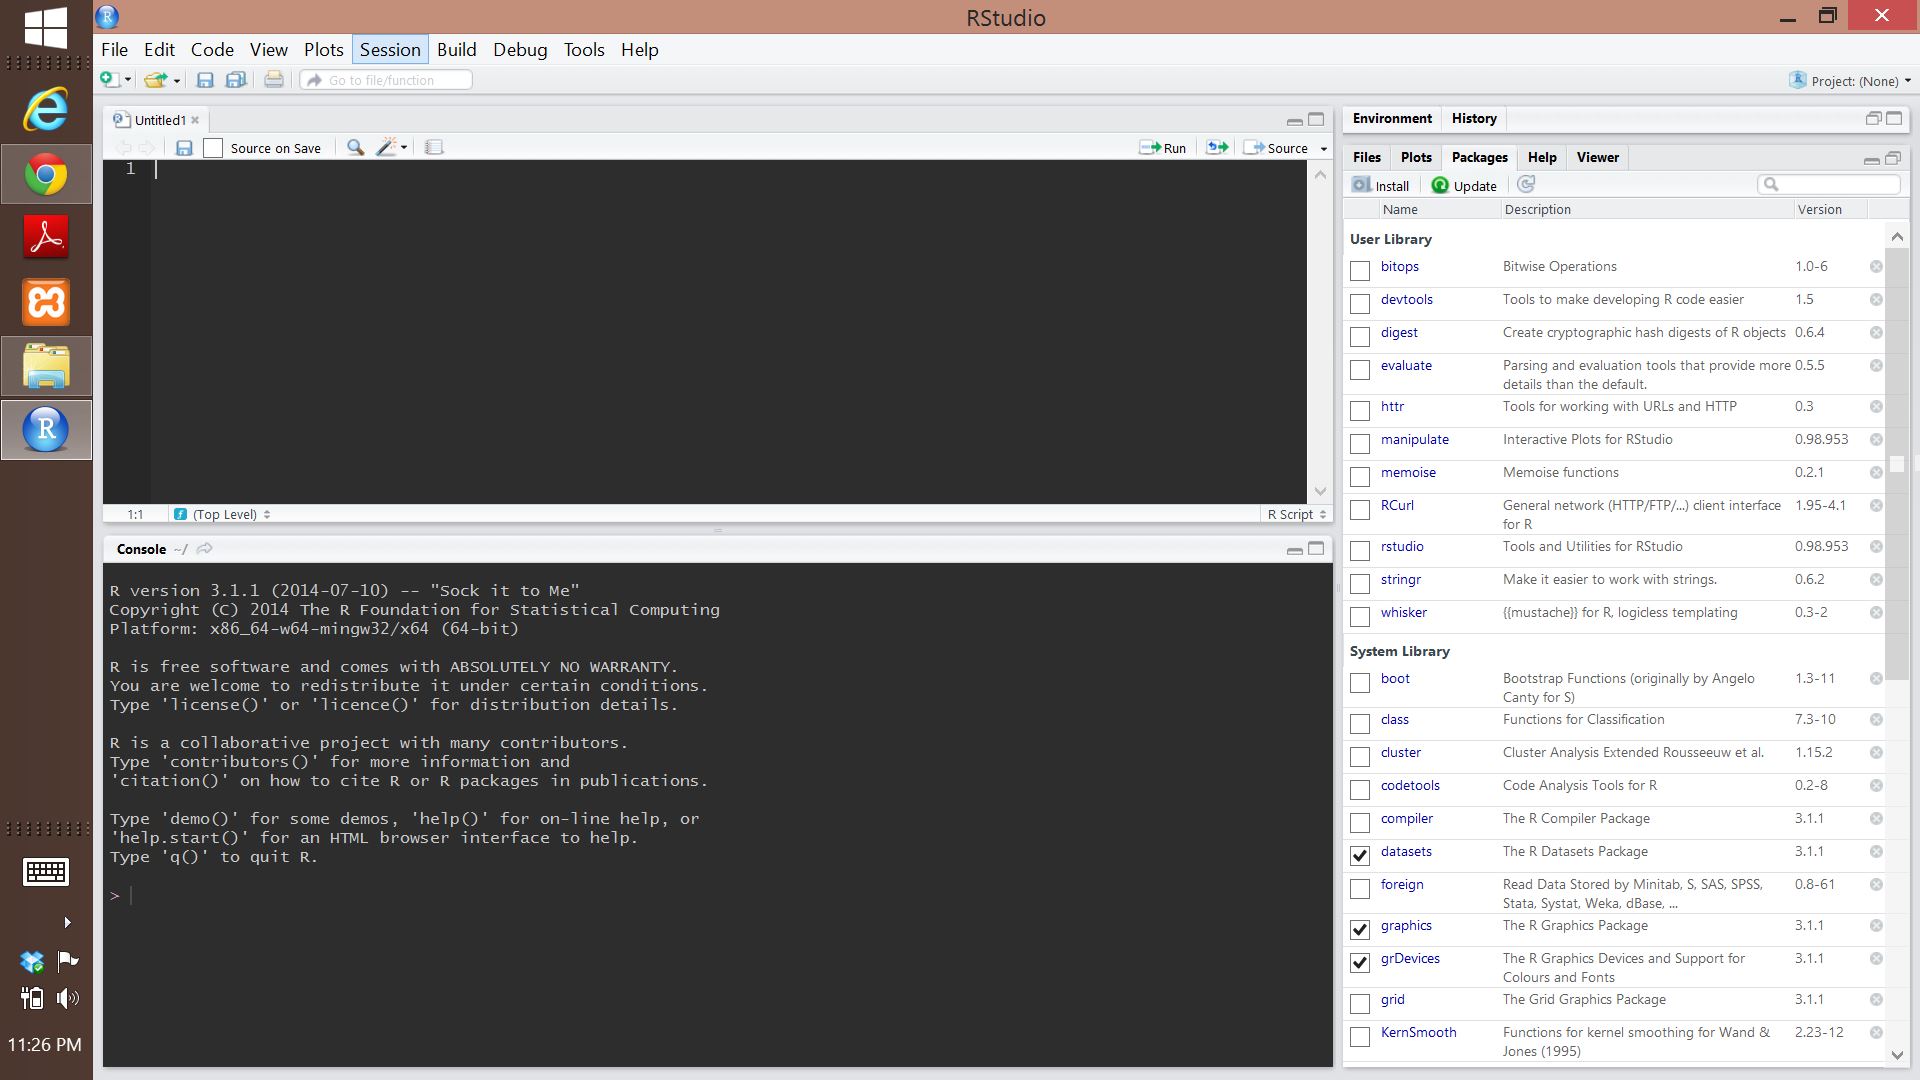 RStudio
File Edit Code View Plots Session Build Debug Tools Help
Go to file/function
Project: (None)
Untitled1
Source on Save
Run
Source
1
1:1 (Top Level)
R Script
Console ~/
R version 3.1.1 (2014-07-10) -- "Sock it to Me"
Copyright (C) 2014 The R Foundation for Statistical Computing
Platform: x86_64-w64-mingw32/x64 (64-bit)
R is free software and comes with ABSOLUTELY NO WARRANTY.
You are welcome to redistribute it under certain conditions.
Type 'license()' or 'licence()' for distribution details.
R is a collaborative project with many contributors.
Type 'contributors()' for more information and
'citation()' on how to cite R or R packages in publications.
Type 'demo()' for some demos, 'help()' for on-line help, or
'help.start()' for an HTML browser interface to help.
Type 'q()' to quit R.
>
Environment History
Files Plots Packages Help Viewer
Install Update
Name Description Version
User Library
bitops Bitwise Operations 1.0-6
devtools Tools to make developing R code easier 1.5
digest Create cryptographic hash digests of R objects 0.6.4
evaluate Parsing and evaluation tools that provide more 0.5.5
details than the default.
httr Tools for working with URLs and HTTP 0.3
manipulate Interactive Plots for RStudio 0.98.953
memoise Memoise functions 0.2.1
RCurl General network (HTTP/FTP/...) client interface 1.95-4.1
for R
rstudio Tools and Utilities for RStudio 0.98.953
stringr Make it easier to work with strings. 0.6.2
whisker {{mustache}} for R, logicless templating 0.3-2
System Library
boot Bootstrap Functions (originally by Angelo 1.3-11
Canty for S)
class Functions for Classification 7.3-10
cluster Cluster Analysis Extended Rousseeuw et al. 1.15.2
codetools Code Analysis Tools for R 0.2-8
compiler The R Compiler Package 3.1.1
datasets The R Datasets Package 3.1.1
foreign Read Data Stored by Minitab, S, SAS, SPSS, 0.8-61
Stata, Systat, Weka, dBase, ...
graphics The R Graphics Package 3.1.1
grDevices The R Graphics Devices and Support for 3.1.1
Colours and Fonts
grid The Grid Graphics Package 3.1.1
KernSmooth Functions for kernel smoothing for Wand & 2.23-12
Jones (1995)
R
11:26 PM